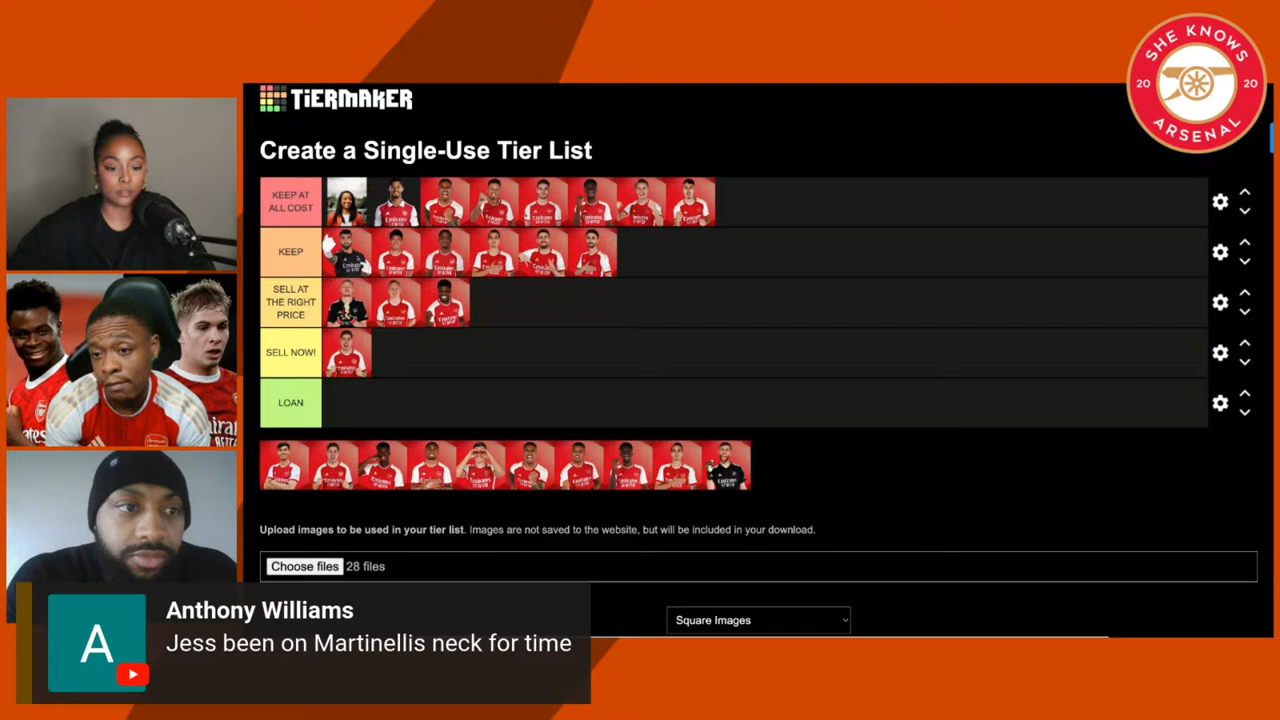 SHE KNOWS
20 20
ARSENAL
TiERMAKER
Create a Single-Use Tier List
KEEP AT
ALL COST
KEEP
SELL AT
THE RIGHT
PRICE
SELL NOW!
LOAN
Upload images to be used in your tier list. Images are not saved to the website, but will be included in your download.
Choose files 28 files
Square Images
A
Anthony Williams
Jess been on Martinellis neck for time